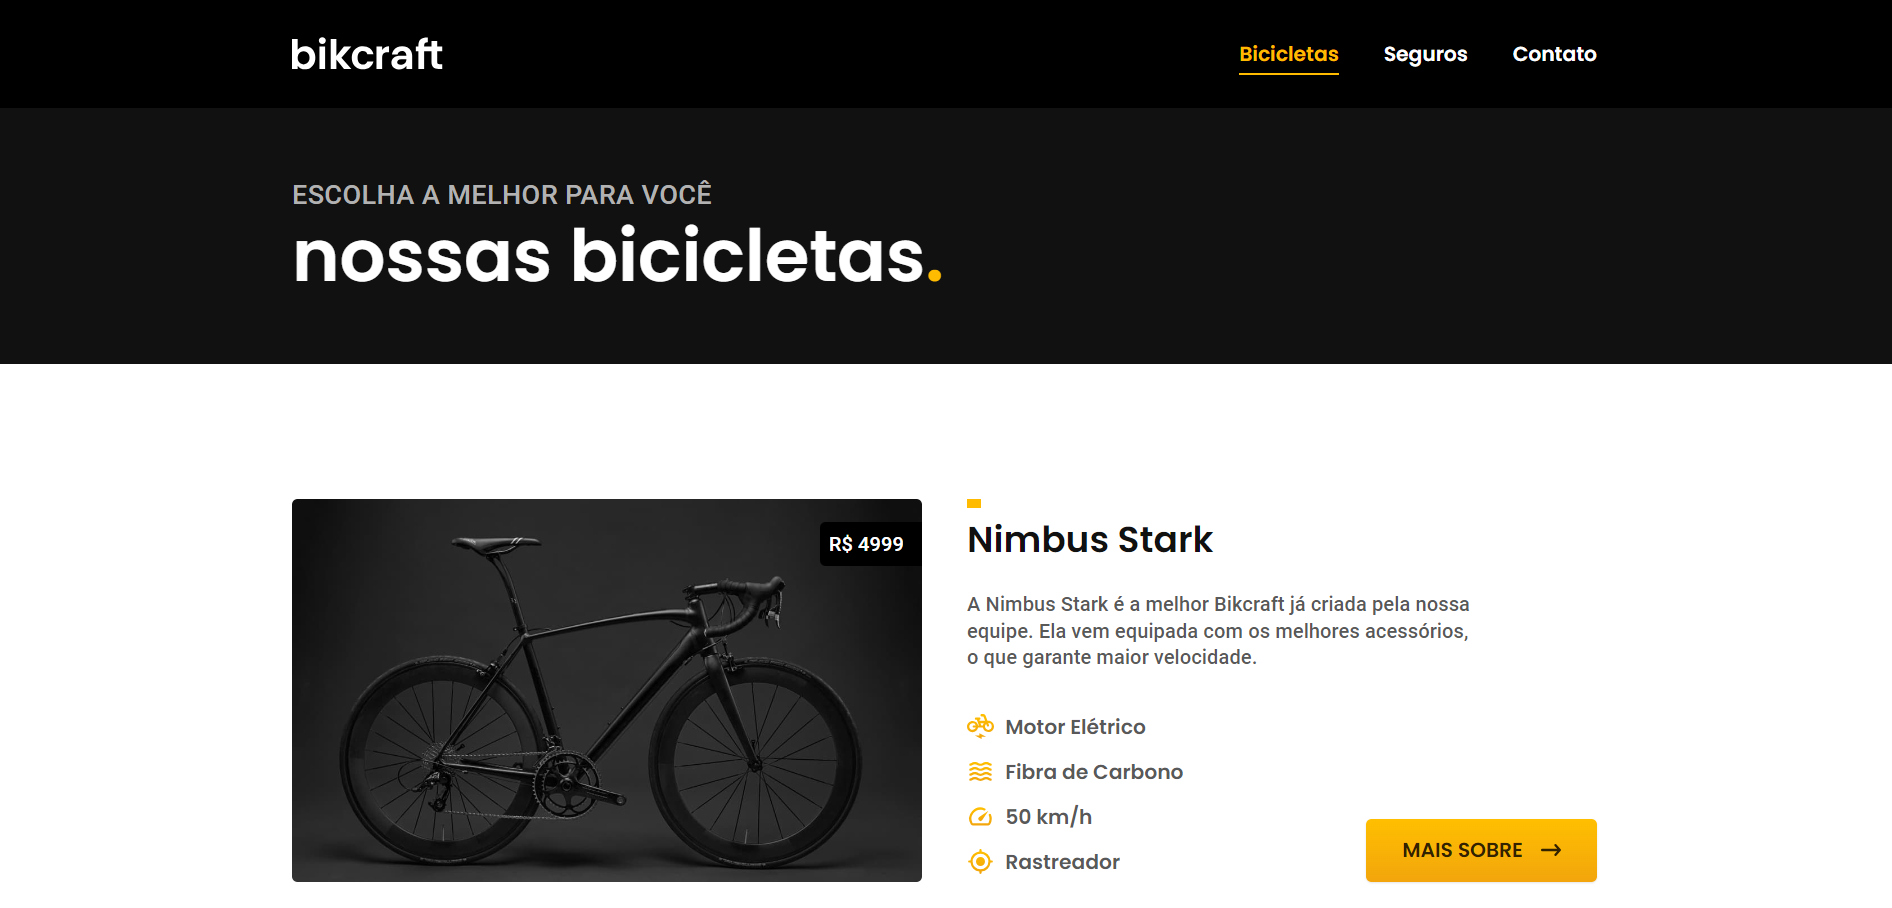 bikcraft
Bicicletas
Seguros
Contato
ESCOLHA A MELHOR PARA VOCÊ
nossas bicicletas.
R$ 4999
Nimbus Stark
A Nimbus Stark é a melhor Bikcraft já criada pela nossa
equipe. Ela vem equipada com os melhores acessórios,
o que garante maior velocidade.
Motor Elétrico
Fibra de Carbono
50 km/h
Rastreador
MAIS SOBRE →